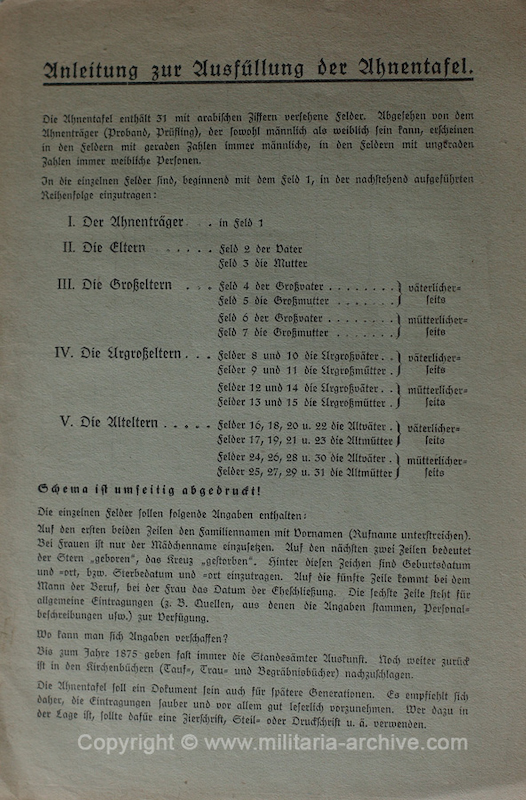 Anleitung zur Ausfüllung der Ahnentafel.
Die Ahnentafel enthält 31 mit arabischen Ziffern versehene Felder. Abgesehen von dem
Ahnenträger (Proband, Prüfling), der sowohl männlich als weiblich sein kann, erscheinen
in den Feldern mit geraden Zahlen immer männliche, in den Feldern mit ungeraden
Zahlen immer weibliche Personen.
In die einzelnen Felder sind, beginnend mit dem Feld 1, in der nachstehend aufgeführten
Reihenfolge einzutragen:
I. Der Ahnenträger . . in Feld 1
II. Die Eltern . . . . . Feld 2 der Vater
Feld 3 die Mutter
III. Die Großeltern . . . Feld 4 der Großvater . . . . . . . . } väterlicher=
Feld 5 die Großmutter . . . . . . . } seits
Feld 6 der Großvater . . . . . . . . } mütterlicher=
Feld 7 die Großmutter . . . . . . . } seits
IV. Die Urgroßeltern . . . Felder 8 und 10 die Urgroßväter . . } väterlicher=
Felder 9 und 11 die Urgroßmütter . } seits
Felder 12 und 14 die Urgroßväter . . } mütterlicher=
Felder 13 und 15 die Urgroßmütter . } seits
V. Die Alteltern . . . . . Felder 16, 18, 20 u. 22 die Altväter . } väterlicher=
Felder 17, 19, 21 u. 23 die Altmütter } seits
Felder 24, 26, 28 u. 30 die Altväter . } mütterlicher=
Felder 25, 27, 29 u. 31 die Altmütter } seits
Schema ist umseitig abgedruckt!
Die einzelnen Felder sollen folgende Angaben enthalten:
Auf den ersten beiden Zeilen den Familiennamen mit Vornamen (Rufname unterstreichen).
Bei Frauen ist nur der Mädchenname einzusetzen. Auf den nächsten zwei Zeilen bedeutet
der Stern „geboren“, das Kreuz „gestorben“. Hinter diesen Zeichen sind Geburtsdatum
und =ort, bzw. Sterbedatum und =ort einzutragen. Auf die fünfte Zeile kommt bei dem
Mann der Beruf, bei der Frau das Datum der Eheschließung. Die sechste Zeile steht für
allgemeine Eintragungen (z. B. Quellen, aus denen die Angaben stammen, Personal=
beschreibungen usw.) zur Verfügung.
Wo kann man sich Angaben verschaffen?
Bis zum Jahre 1875 geben fast immer die Standesämter Auskunft. Noch weiter zurück
ist in den Kirchenbüchern (Tauf=, Trau= und Begräbnisbücher) nachzuschlagen.
Die Ahnentafel soll ein Dokument sein auch für spätere Generationen. Es empfiehlt sich
daher, die Eintragungen sauber und vor allem gut leserlich vorzunehmen. Wer dazu in
der Lage ist, sollte dafür eine Zierschrift, Steil= oder Druckschrift u. ä. verwenden.
Copyright © www.militaria-archive.com